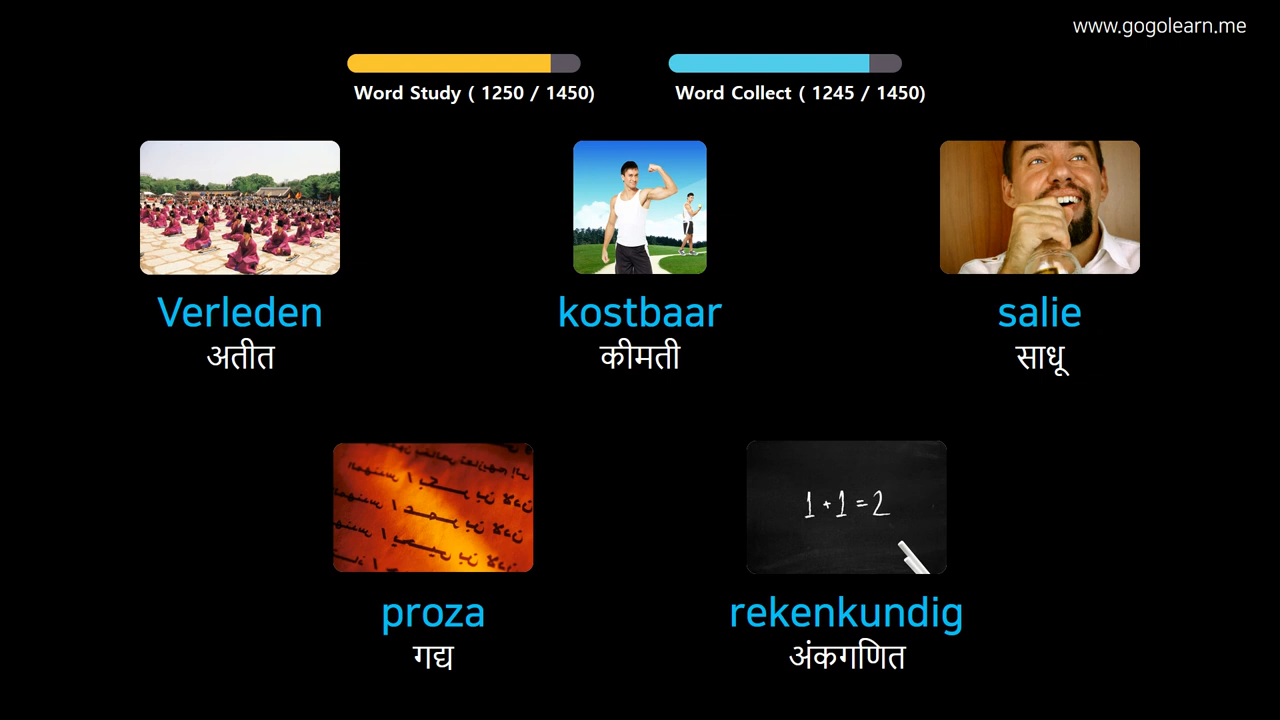 www.gogolearn.me
Word Study ( 1250 / 1450)
Word Collect ( 1245 / 1450)
Verleden
अतीत
kostbaar
कीमती
salie
साधू
1 + 1 = 2
proza
गद्य
rekenkundig
अंकगणित